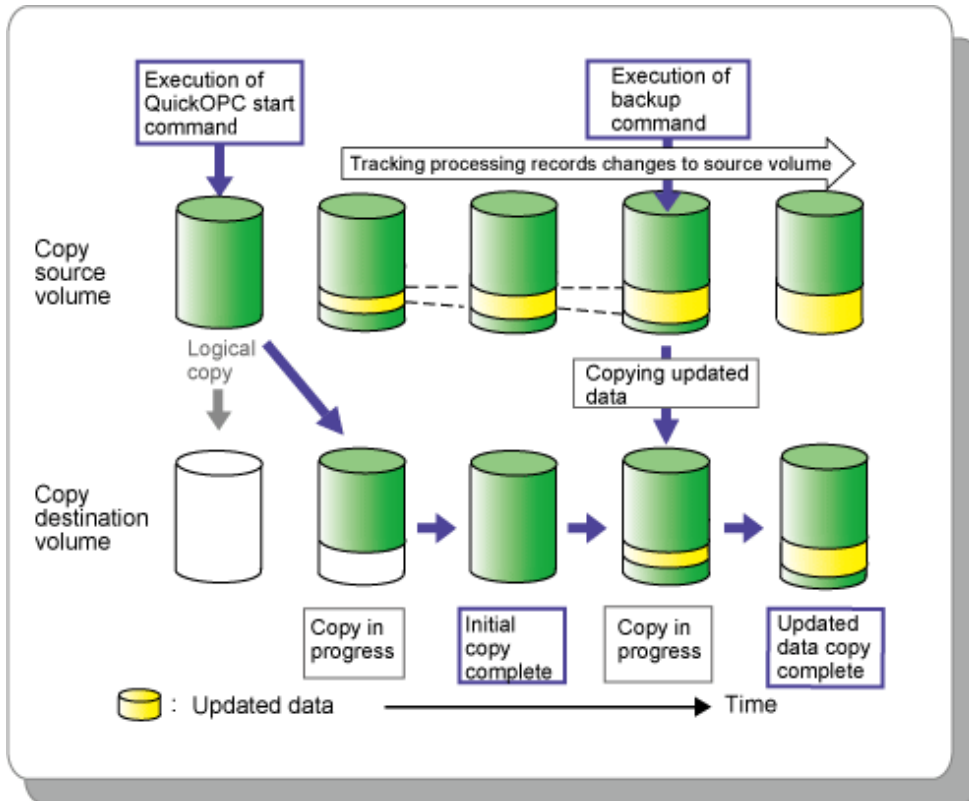 Execution of
QuickOPC start
command
Execution of
backup
command
Tracking processing records changes to source volume
Copy
source
volume
Logical
copy
Copying updated
data
Copy
destination
volume
Copy in
progress
Initial
copy
complete
Copy in
progress
Updated
data copy
complete
: Updated data
Time